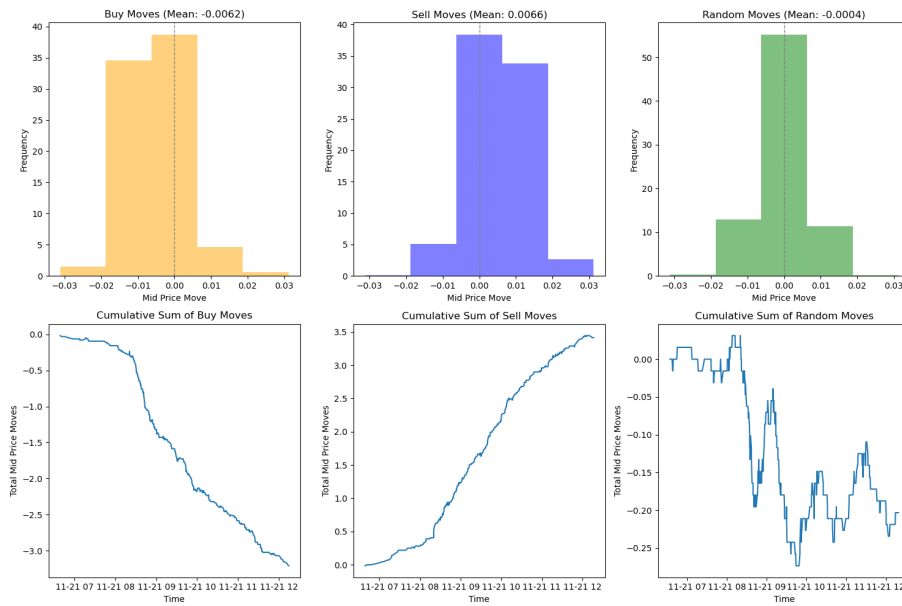 Buy Moves (Mean: -0.0062)
Frequency
40
35
30
25
20
15
10
5
0
−0.03 −0.02 −0.01 0.00 0.01 0.02 0.03
Mid Price Move
Sell Moves (Mean: 0.0066)
Frequency
40
35
30
25
20
15
10
5
0
−0.03 −0.02 −0.01 0.00 0.01 0.02 0.03
Mid Price Move
Random Moves (Mean: -0.0004)
Frequency
50
40
30
20
10
0
−0.03 −0.02 −0.01 0.00 0.01 0.02 0.03
Mid Price Move
Cumulative Sum of Buy Moves
Total Mid Price Moves
0.0
−0.5
−1.0
−1.5
−2.0
−2.5
−3.0
11-21 07 11-21 08 11-21 09 11-21 10 11-21 11 11-21 12
Time
Cumulative Sum of Sell Moves
Total Mid Price Moves
3.5
3.0
2.5
2.0
1.5
1.0
0.5
0.0
11-21 07 11-21 08 11-21 09 11-21 10 11-21 11 11-21 12
Time
Cumulative Sum of Random Moves
Total Mid Price Moves
0.00
−0.05
−0.10
−0.15
−0.20
−0.25
11-21 07 11-21 08 11-21 09 11-21 10 11-21 11 11-21 12
Time